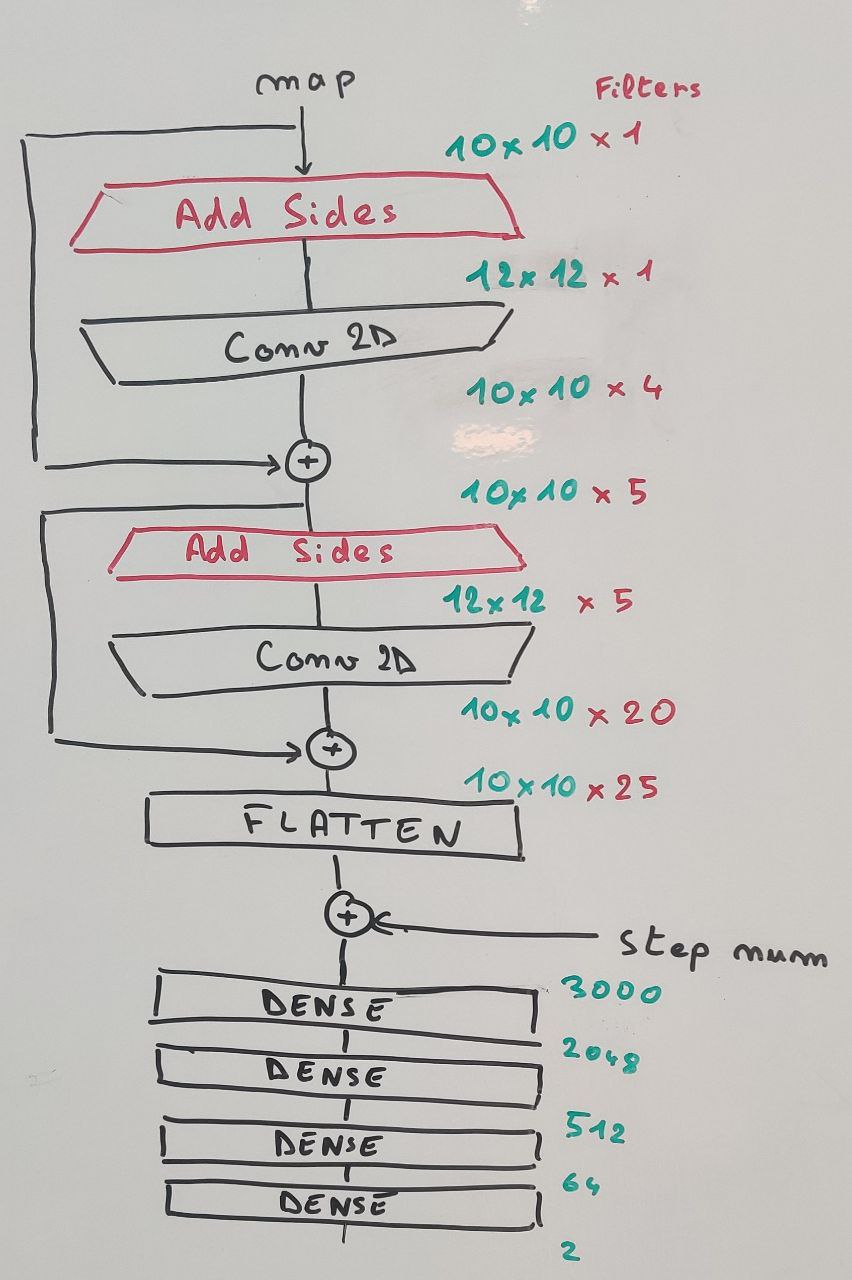 map
Filters
10x10 x 1
Add Sides
12x12 x 1
Conv 2D
10x10 x 4
+
10x10 x 5
Add Sides
12x12 x 5
Conv 2D
10x10 x 20
+
10x10 x 25
FLATTEN
+
step num
3000
DENSE
2048
DENSE
512
DENSE
64
DENSE
2